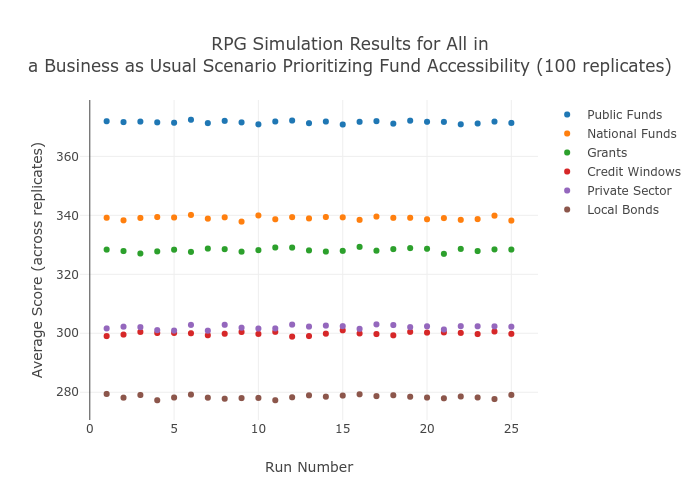 RPG Simulation Results for All in
a Business as Usual Scenario Prioritizing Fund Accessibility (100 replicates)
Public Funds
National Funds
Grants
Credit Windows
Private Sector
Local Bonds
Average Score (across replicates)
360
340
320
300
280
0
5
10
15
20
25
Run Number